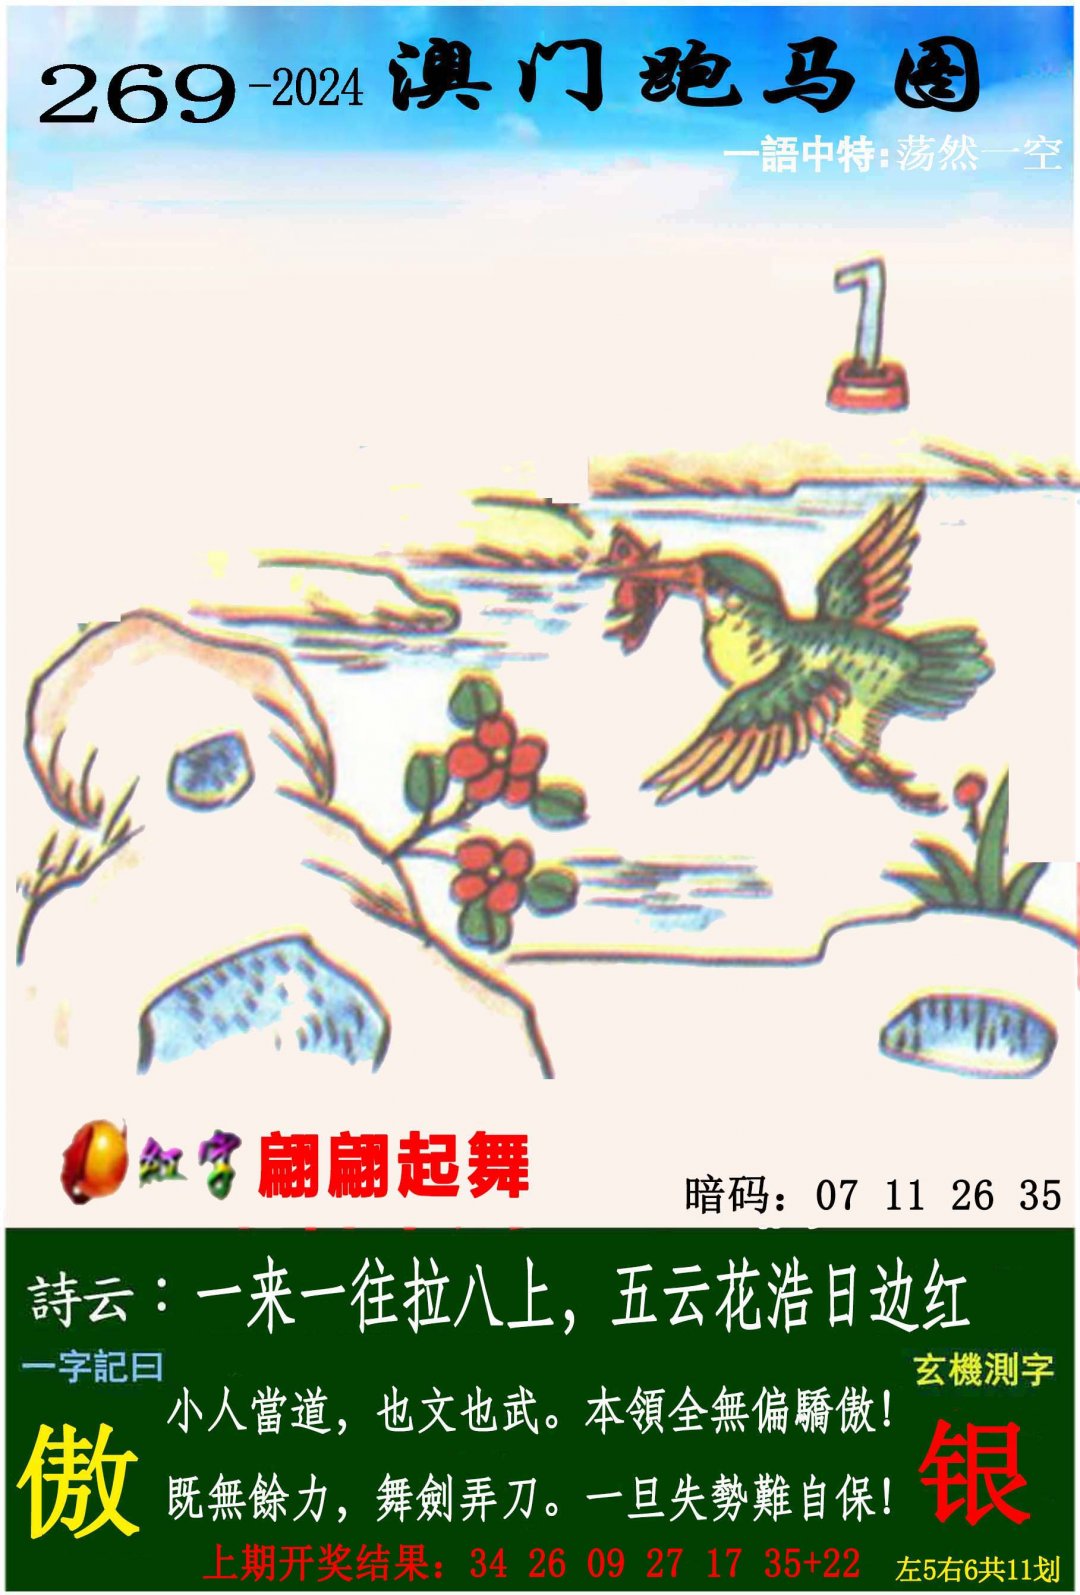 269-2024 澳门跑马图
一語中特:荡然一空
1
红字 翩翩起舞
暗码: 07 11 26 35
詩云：一来一往拉八上，五云花浩日边红
一字記曰
玄機測字
傲
小人當道，也文也武。本領全無偏驕傲！
既無餘力，舞劍弄刀。一旦失勢難自保！
银
上期开奖结果: 34 26 09 27 17 35+22
左5右6共11划